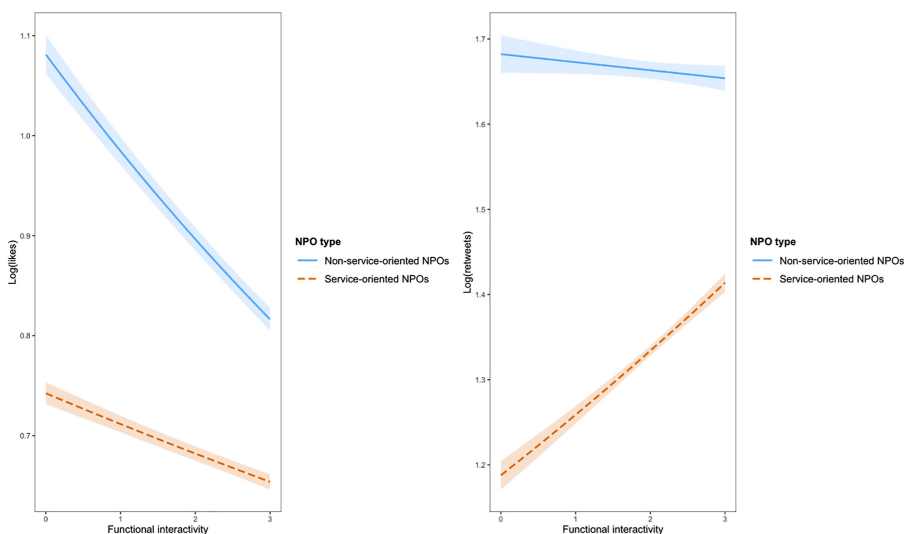 1.1
1.0
0.9
0.8
0.7
Log(likes)
0
1
2
3
Functional interactivity
NPO type
Non-service-oriented NPOs
Service-oriented NPOs
1.7
1.6
1.5
1.4
1.3
1.2
Log(retweets)
0
1
2
3
Functional interactivity
NPO type
Non-service-oriented NPOs
Service-oriented NPOs